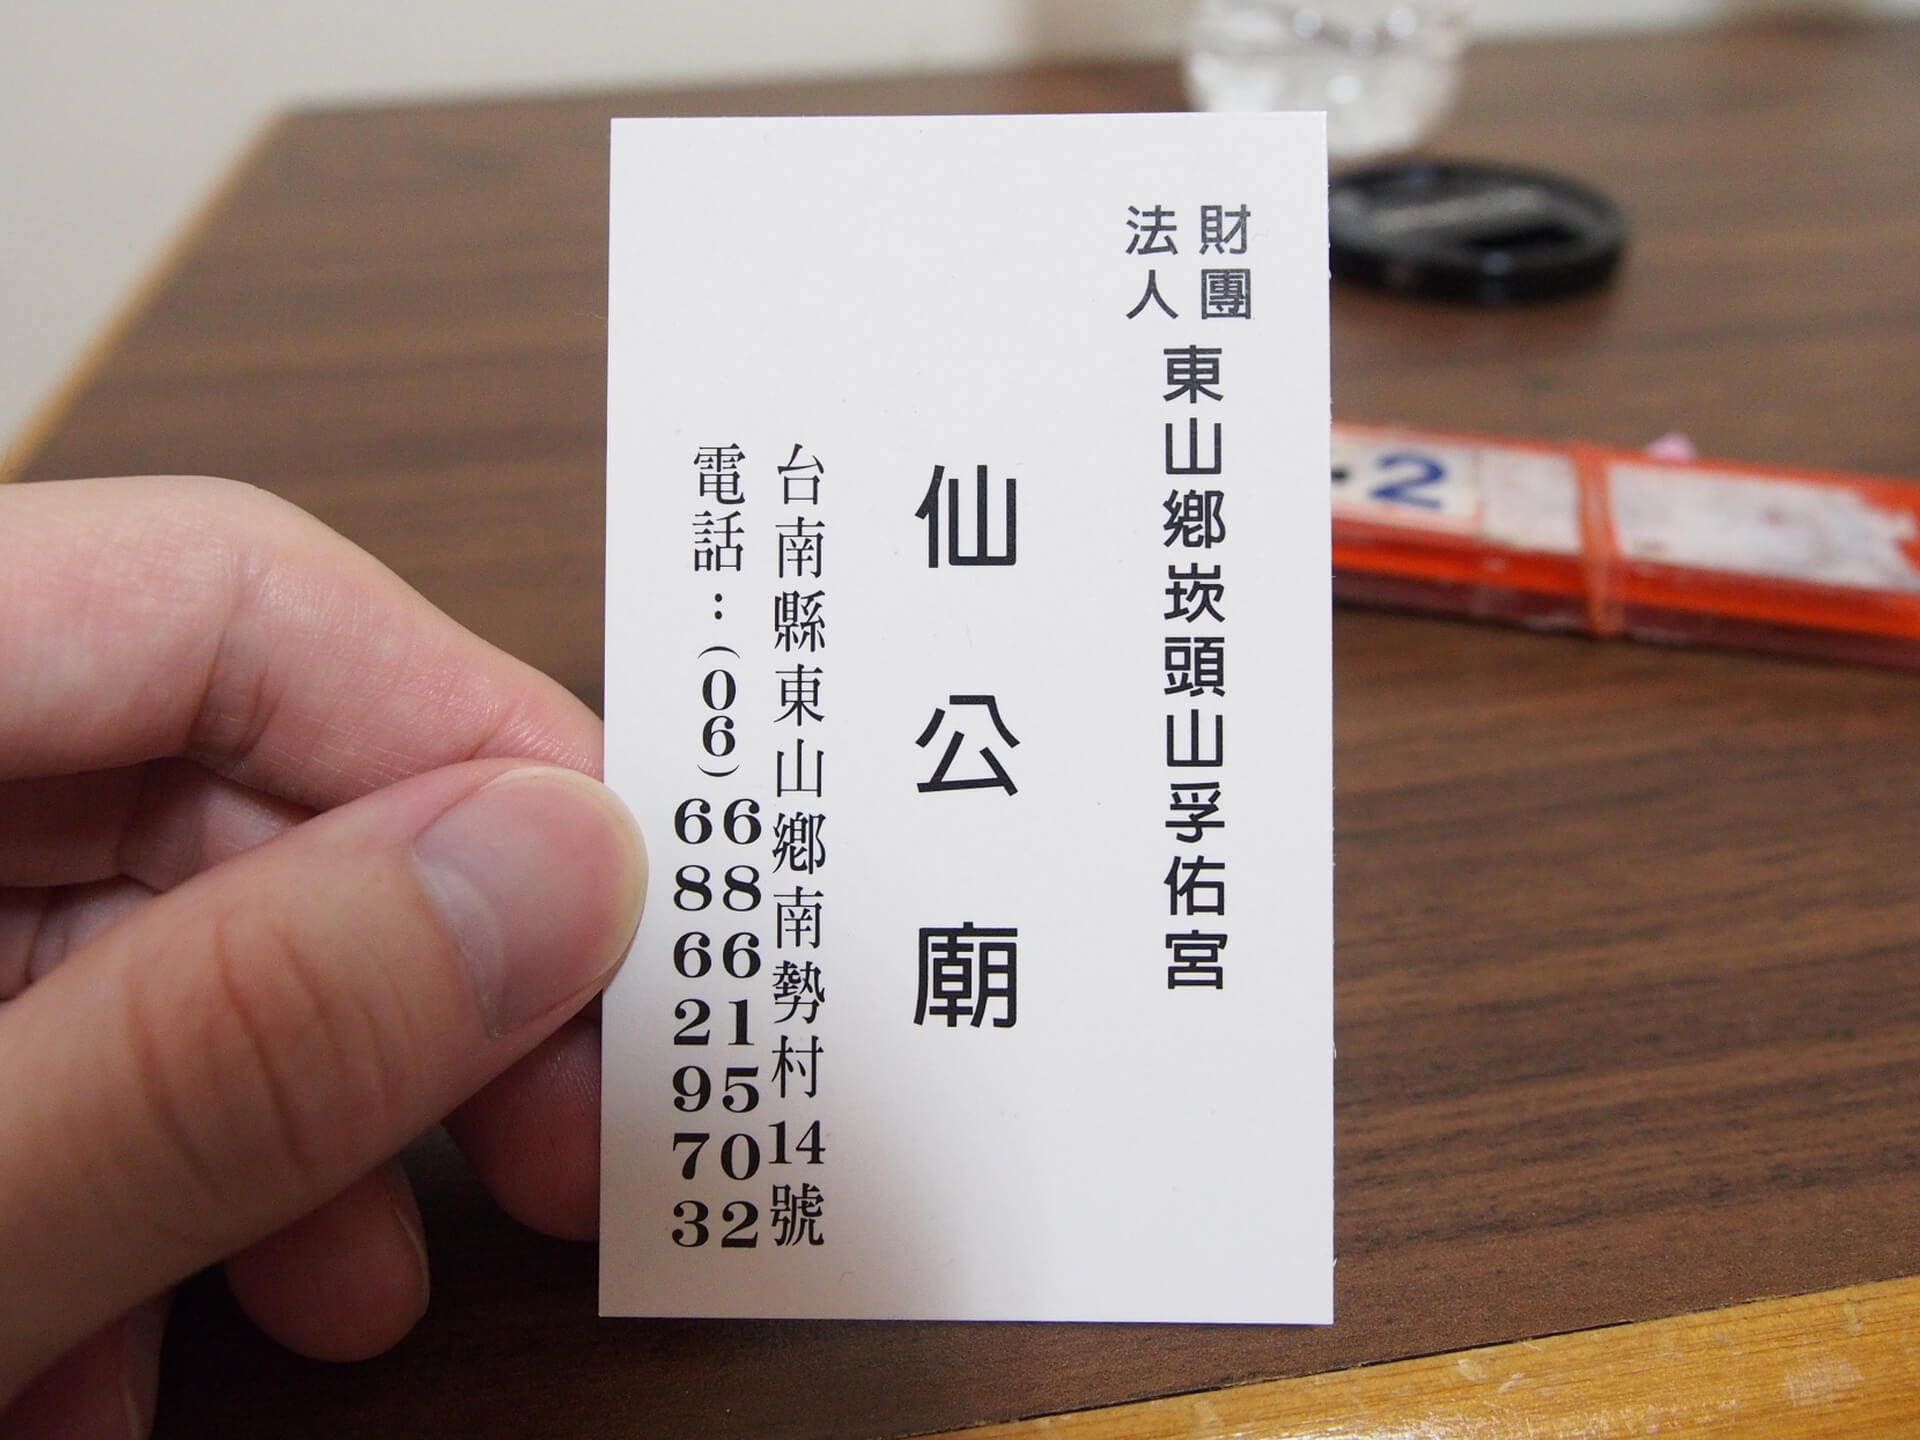 財團
法人
東山鄉崁頭山孚佑宮
仙公廟
台南縣東山鄉南勢村14號
電話：(06)
6861502
6862973
-2